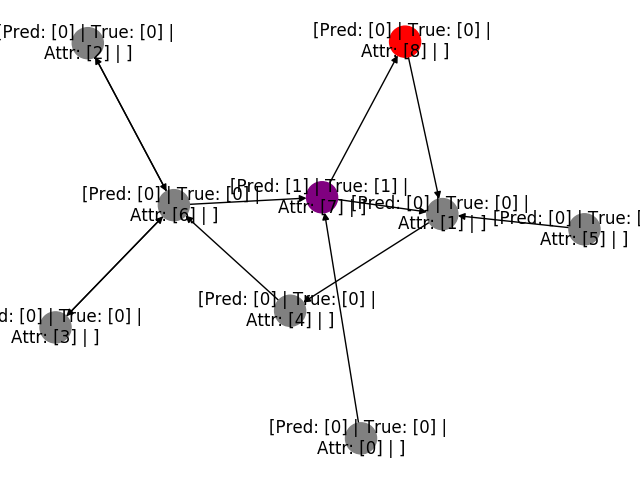 [Pred: [0] | True: [0] |
Attr: [2] | ]
[Pred: [0] | True: [0] |
Attr: [8] | ]
[Pred: [0] | True: [0] |
Attr: [6] | ]
[Pred: [1] | True: [1] |
Attr: [7] | ]
[Pred: [0] | True: [0] |
Attr: [1] | ]
[Pred: [0] | True: [
Attr: [5] | ]
[Pred: [0] | True: [0] |
Attr: [4] | ]
d: [0] | True: [0] |
Attr: [3] | ]
[Pred: [0] | True: [0] |
Attr: [0] | ]